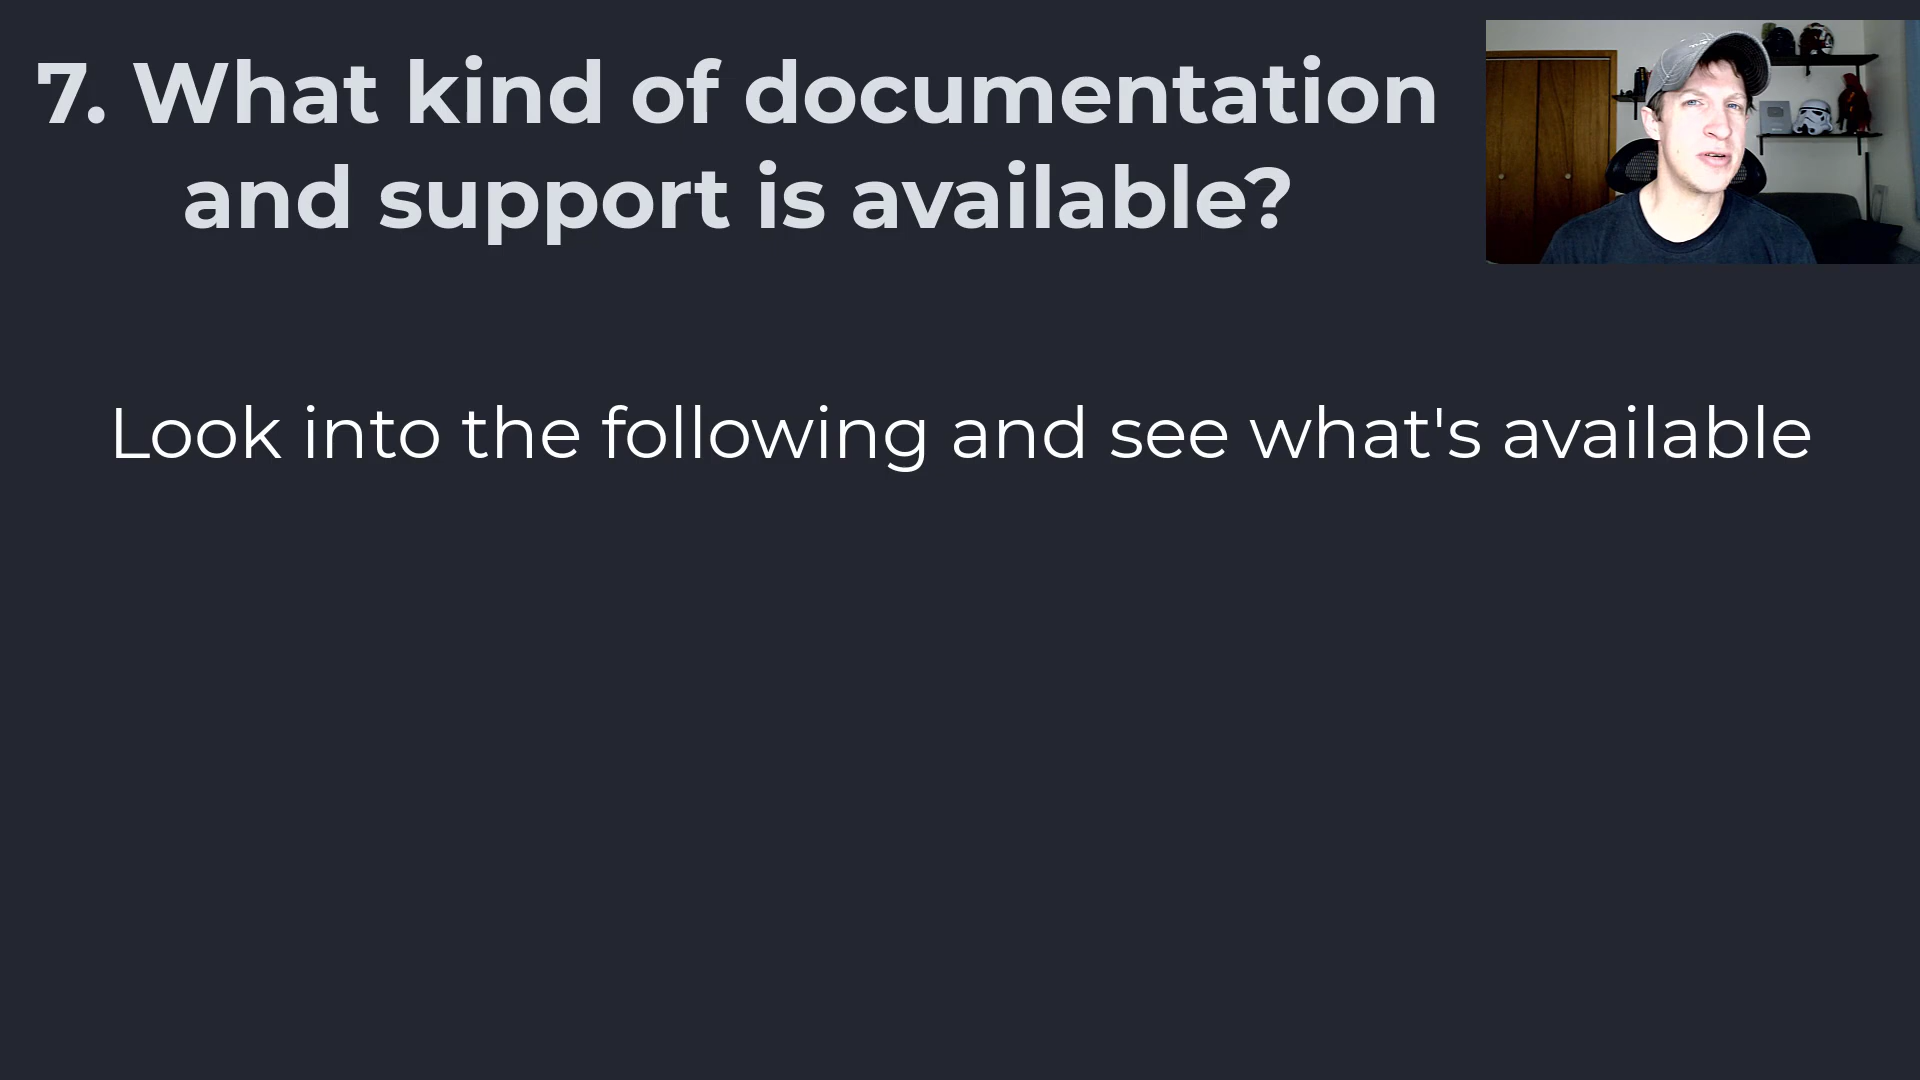 7. What kind of documentation
and support is available?
Look into the following and see what's available